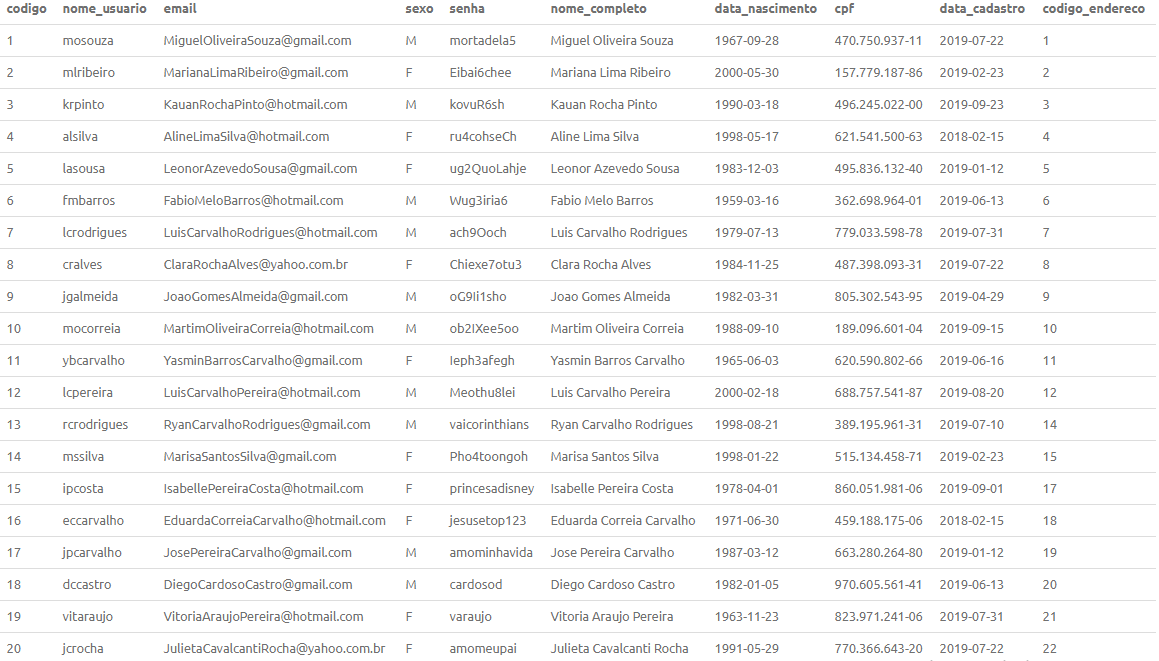 codigo nome_usuario email sexo senha nome_completo data_nascimento cpf data_cadastro codigo_endereco
1 mosouza MiguelOliveiraSouza@gmail.com M mortadela5 Miguel Oliveira Souza 1967-09-28 470.750.937-11 2019-07-22 1
2 mlribeiro MarianaLimaRibeiro@gmail.com F Eibai6chee Mariana Lima Ribeiro 2000-05-30 157.779.187-86 2019-02-23 2
3 krpinto KauanRochaPinto@hotmail.com M kovuR6sh Kauan Rocha Pinto 1990-03-18 496.245.022-00 2019-09-23 3
4 alsilva AlineLimaSilva@hotmail.com F ru4cohseCh Aline Lima Silva 1998-05-17 621.541.500-63 2018-02-15 4
5 lasousa LeonorAzevedoSousa@gmail.com F ug2QuoLahje Leonor Azevedo Sousa 1983-12-03 495.836.132-40 2019-01-12 5
6 fmbarros FabioMeloBarros@hotmail.com M Wug3iria6 Fabio Melo Barros 1959-03-16 362.698.964-01 2019-06-13 6
7 lcrodrigues LuisCarvalhoRodrigues@hotmail.com M ach9Ooch Luis Carvalho Rodrigues 1979-07-13 779.033.598-78 2019-07-31 7
8 cralves ClaraRochaAlves@yahoo.com.br F Chiexe7otu3 Clara Rocha Alves 1984-11-25 487.398.093-31 2019-07-22 8
9 jgalmeida JoaoGomesAlmeida@gmail.com M oG9Ii1sho Joao Gomes Almeida 1982-03-31 805.302.543-95 2019-04-29 9
10 mocorreia MartimOliveiraCorreia@hotmail.com M ob2IXee5oo Martim Oliveira Correia 1988-09-10 189.096.601-04 2019-09-15 10
11 ybcarvalho YasminBarrosCarvalho@gmail.com F Ieph3afegh Yasmin Barros Carvalho 1965-06-03 620.590.802-66 2019-06-16 11
12 lcpereira LuisCarvalhoPereira@hotmail.com M Meothu8lei Luis Carvalho Pereira 2000-02-18 688.757.541-87 2019-08-20 12
13 rcrodrigues RyanCarvalhoRodrigues@gmail.com M vaicorinthians Ryan Carvalho Rodrigues 1998-08-21 389.195.961-31 2019-07-10 14
14 mssilva MarisaSantosSilva@gmail.com F Pho4toongoh Marisa Santos Silva 1998-01-22 515.134.458-71 2019-02-23 15
15 ipcosta IsabellePereiraCosta@hotmail.com F princesadisney Isabelle Pereira Costa 1978-04-01 860.051.981-06 2019-09-01 17
16 eccarvalho EduardaCorreiaCarvalho@hotmail.com F jesusetop123 Eduarda Correia Carvalho 1971-06-30 459.188.175-06 2018-02-15 18
17 jpcarvalho JosePereiraCarvalho@gmail.com M amominhavida Jose Pereira Carvalho 1987-03-12 663.280.264-80 2019-01-12 19
18 dccastro DiegoCardosoCastro@gmail.com M cardosod Diego Cardoso Castro 1982-01-05 970.605.561-41 2019-06-13 20
19 vitaraujo VitoriaAraujoPereira@hotmail.com F varaujo Vitoria Araujo Pereira 1963-11-23 823.971.241-06 2019-07-31 21
20 jcrocha JulietaCavalcantiRocha@yahoo.com.br F amomeupai Julieta Cavalcanti Rocha 1991-05-29 770.366.643-20 2019-07-22 22